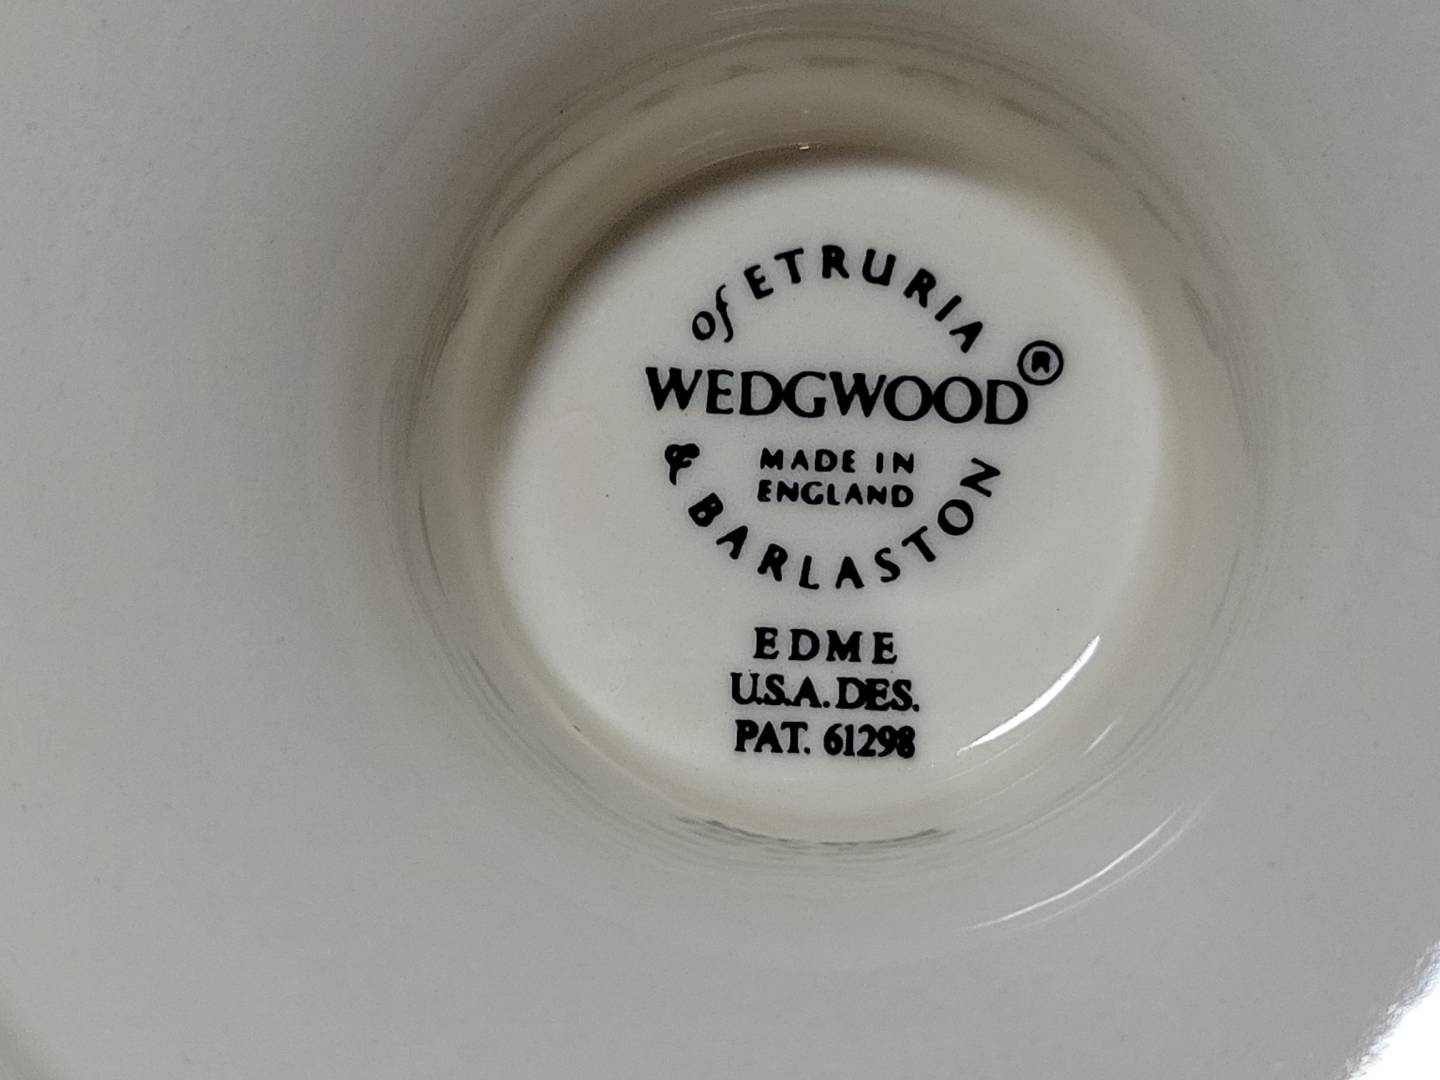 of ETRURIA
WEDGWOOD®
MADE IN
ENGLAND
& BARLASTON
EDME
U.S.A. DES.
PAT. 61298